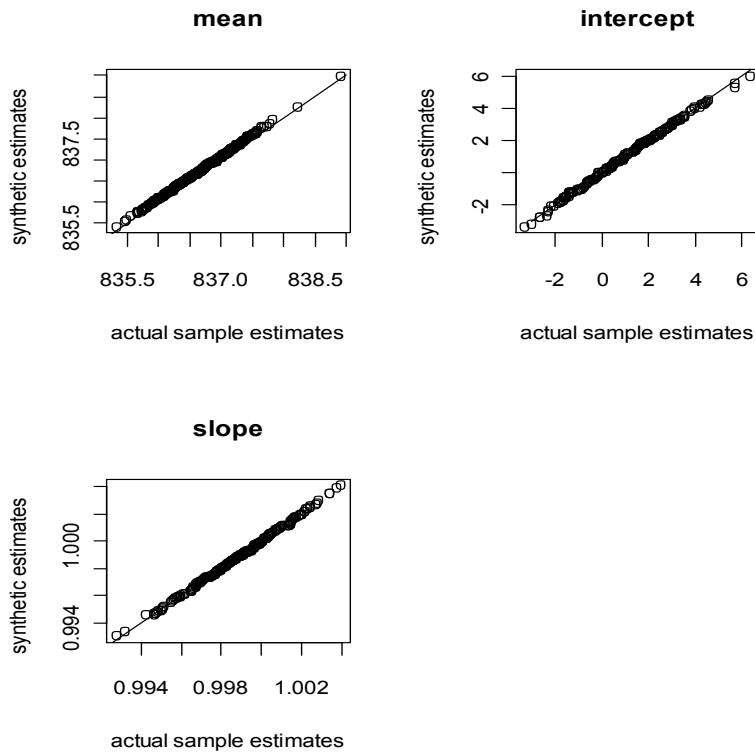 mean
synthetic estimates
837.5
835.5
835.5 837.0 838.5
actual sample estimates
intercept
synthetic estimates
6
4
2
-2
-2 0 2 4 6
actual sample estimates
slope
synthetic estimates
1.000
0.994
0.994 0.998 1.002
actual sample estimates